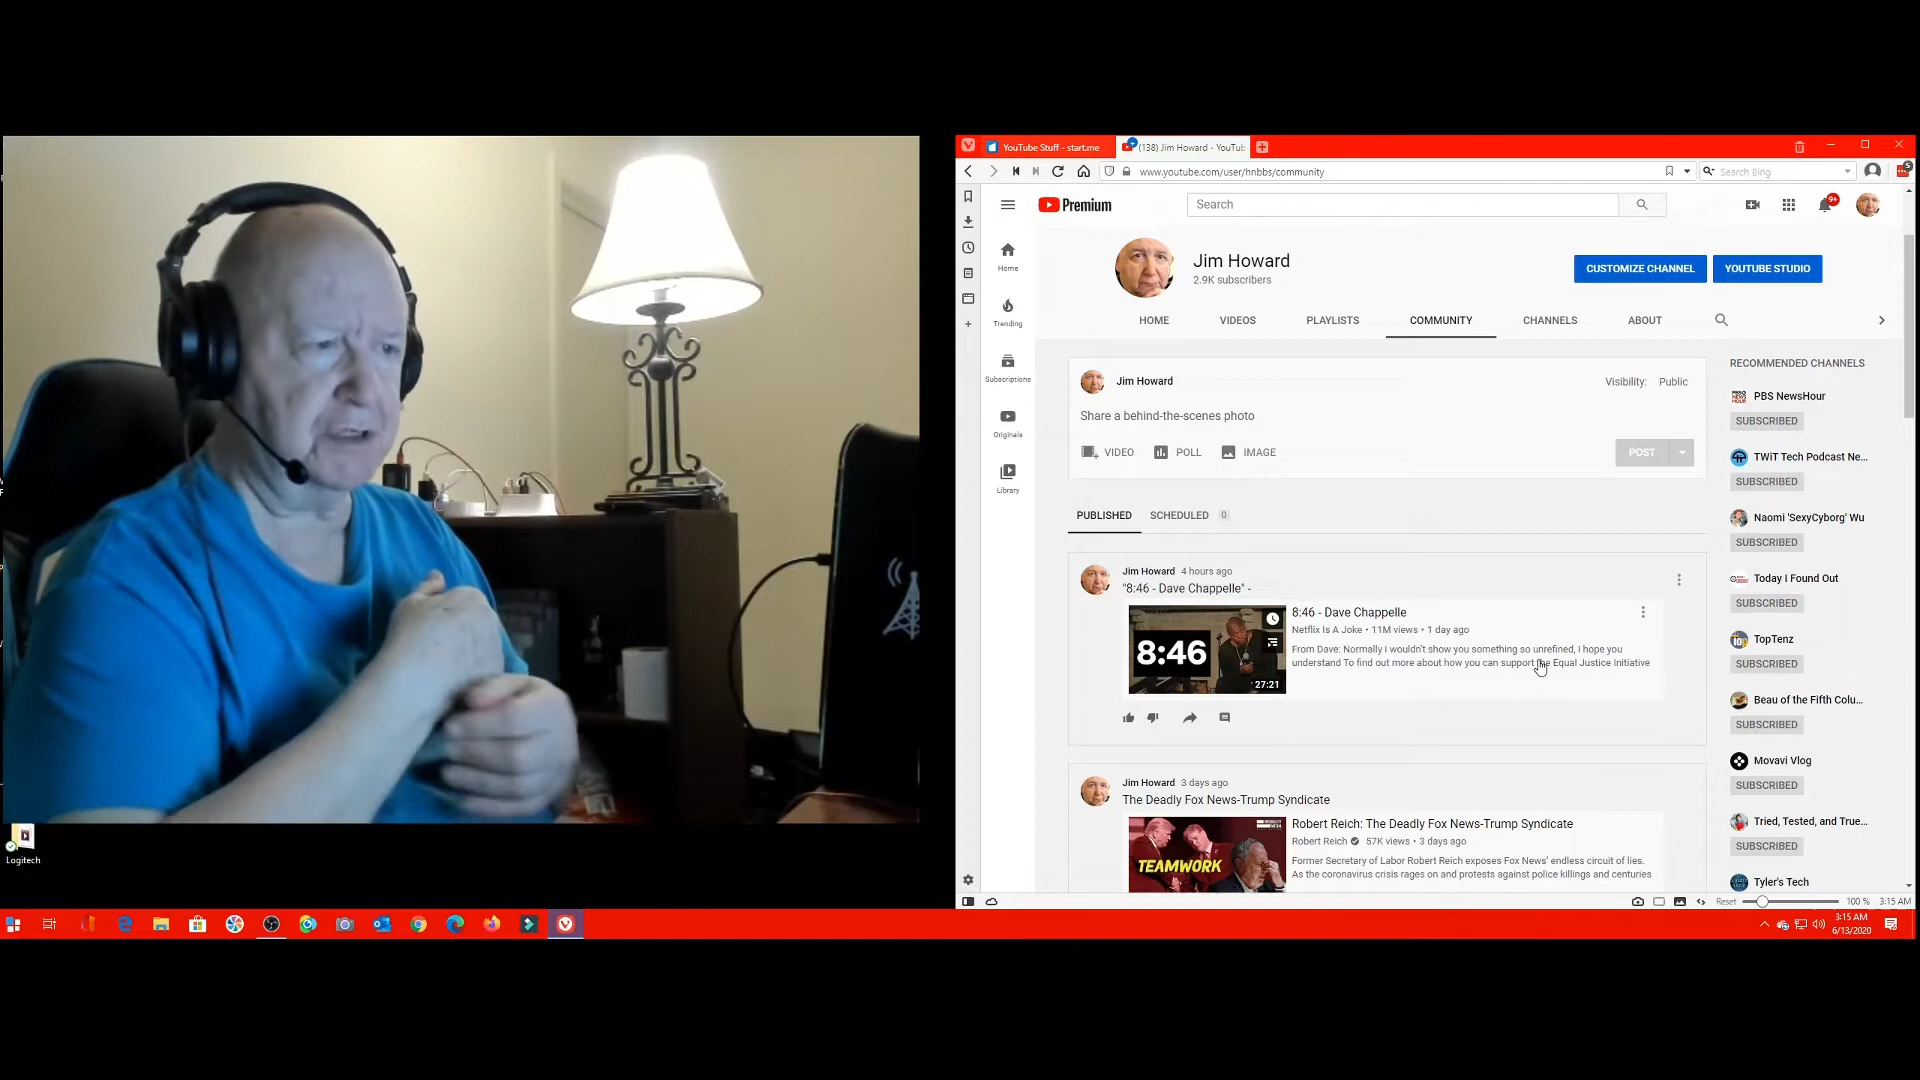 Logitech
YouTube Stuff - start.me
(138) Jim Howard - YouTub
www.youtube.com/user/hnbbs/community
Search Bing
5
Premium
Search
9+
Home
Trending
Subscriptions
Originals
Library
Jim Howard
2.9K subscribers
CUSTOMIZE CHANNEL
YOUTUBE STUDIO
HOME VIDEOS PLAYLISTS COMMUNITY CHANNELS ABOUT
Jim Howard
Visibility: Public
Share a behind-the-scenes photo
VIDEO POLL IMAGE
POST
PUBLISHED SCHEDULED 0
Jim Howard 4 hours ago
"8:46 - Dave Chappelle" -
8:46
27:21
8:46 - Dave Chappelle
Netflix Is A Joke • 11M views • 1 day ago
From Dave: Normally I wouldn't show you something so unrefined, I hope you
understand To find out more about how you can support the Equal Justice Initiative
Jim Howard 3 days ago
The Deadly Fox News-Trump Syndicate
TEAMWORK
Robert Reich: The Deadly Fox News-Trump Syndicate
Robert Reich 57K views • 3 days ago
Former Secretary of Labor Robert Reich exposes Fox News' endless circuit of lies.
As the coronavirus crisis rages on and protests against police killings and centuries
RECOMMENDED CHANNELS
PBS NewsHour
SUBSCRIBED
TWiT Tech Podcast Ne...
SUBSCRIBED
Naomi 'SexyCyborg' Wu
SUBSCRIBED
Today I Found Out
SUBSCRIBED
TopTenz
SUBSCRIBED
Beau of the Fifth Colu...
SUBSCRIBED
Movavi Vlog
SUBSCRIBED
Tried, Tested, and True...
SUBSCRIBED
Tyler's Tech
Reset 100 % 3:15 AM
3:15 AM
6/13/2020